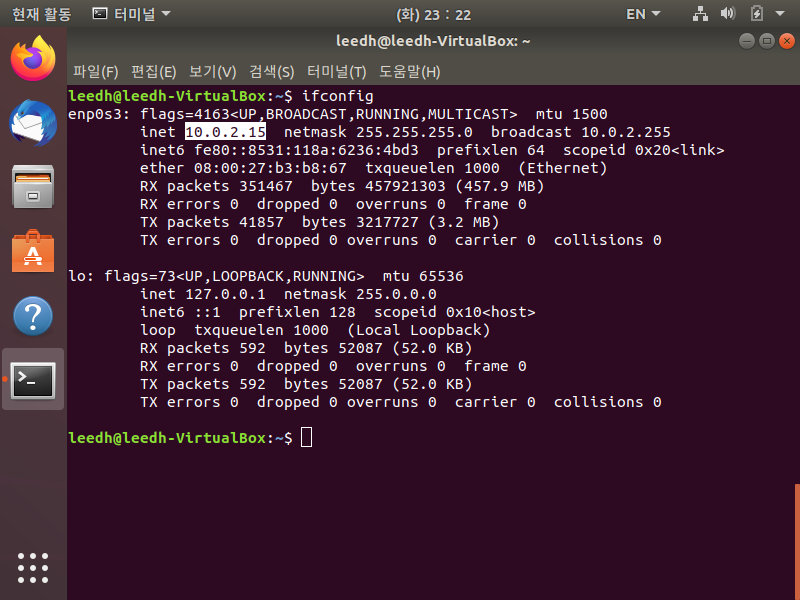 현재 활동 터미널 (화) 23 : 22 EN
leedh@leedh-VirtualBox: ~
파일(F) 편집(E) 보기(V) 검색(S) 터미널(T) 도움말(H)
leedh@leedh-VirtualBox:~$ ifconfig
enp0s3: flags=4163<UP,BROADCAST,RUNNING,MULTICAST>  mtu 1500
        inet 10.0.2.15  netmask 255.255.255.0  broadcast 10.0.2.255
        inet6 fe80::8531:118a:6236:4bd3  prefixlen 64  scopeid 0x20<link>
        ether 08:00:27:b3:b8:67  txqueuelen 1000  (Ethernet)
        RX packets 351467  bytes 457921303 (457.9 MB)
        RX errors 0  dropped 0  overruns 0  frame 0
        TX packets 41857  bytes 3217727 (3.2 MB)
        TX errors 0  dropped 0 overruns 0  carrier 0  collisions 0
lo: flags=73<UP,LOOPBACK,RUNNING>  mtu 65536
        inet 127.0.0.1  netmask 255.0.0.0
        inet6 ::1  prefixlen 128  scopeid 0x10<host>
        loop  txqueuelen 1000  (Local Loopback)
        RX packets 592  bytes 52087 (52.0 KB)
        RX errors 0  dropped 0  overruns 0  frame 0
        TX packets 592  bytes 52087 (52.0 KB)
        TX errors 0  dropped 0 overruns 0  carrier 0  collisions 0
leedh@leedh-VirtualBox:~$